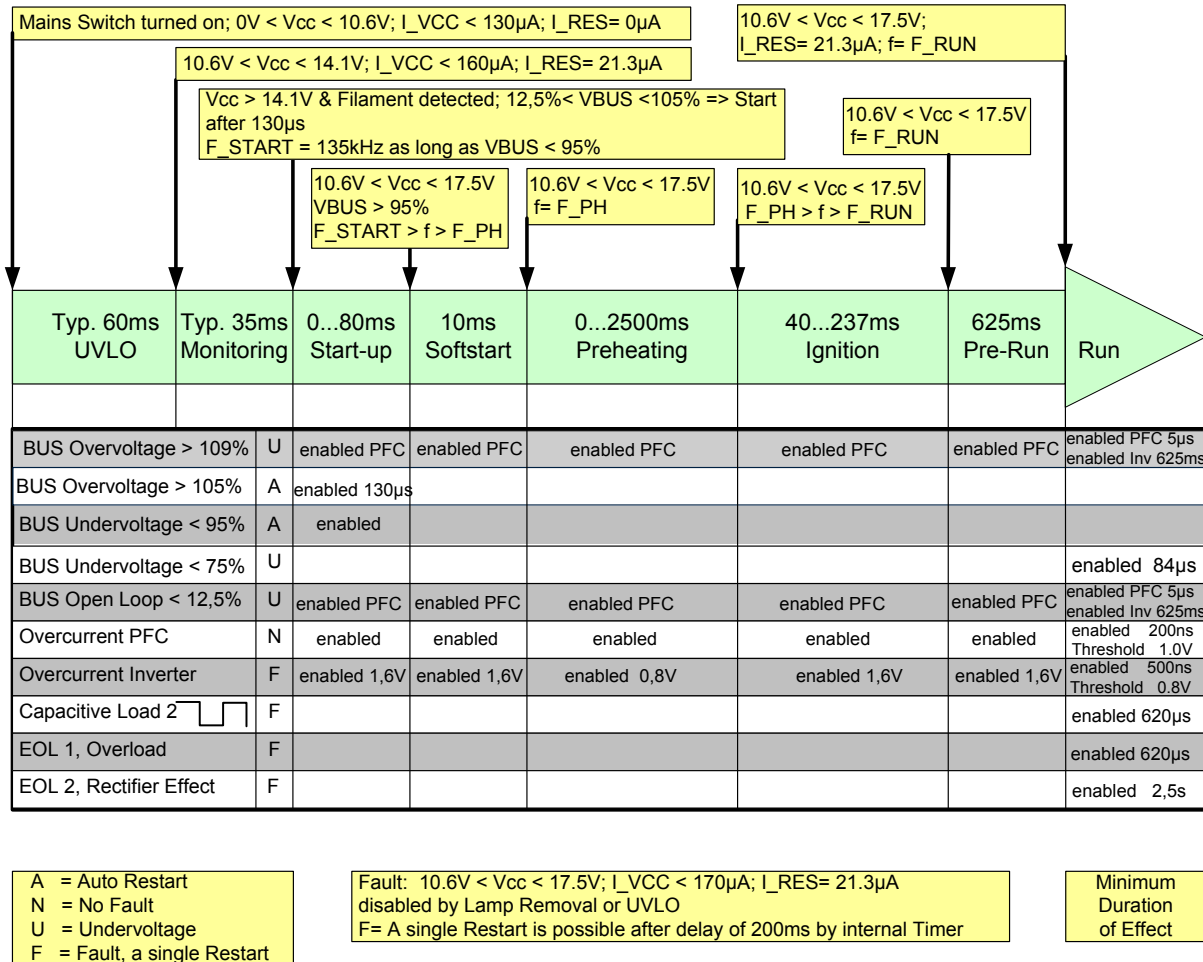 Mains Switch turned on; 0V < Vcc < 10.6V; I_VCC < 130µA; I_RES= 0µA
10.6V < Vcc < 17.5V;
I_RES= 21.3µA; f= F_RUN
10.6V < Vcc < 14.1V; I_VCC < 160µA; I_RES= 21.3µA
Vcc > 14.1V & Filament detected; 12,5%< VBUS <105% => Start
after 130µs
F_START = 135kHz as long as VBUS < 95%
10.6V < Vcc < 17.5V
f= F_RUN
10.6V < Vcc < 17.5V
VBUS > 95%
F_START > f > F_PH
10.6V < Vcc < 17.5V
f= F_PH
10.6V < Vcc < 17.5V
F_PH > f > F_RUN
Typ. 60ms
UVLO
Typ. 35ms
Monitoring
0...80ms
Start-up
10ms
Softstart
0...2500ms
Preheating
40...237ms
Ignition
625ms
Pre-Run
Run
BUS Overvoltage > 109% U enabled PFC enabled PFC enabled PFC enabled PFC enabled PFC enabled PFC 5µs
enabled Inv 625ms
BUS Overvoltage > 105% A enabled 130µs
BUS Undervoltage < 95% A enabled
BUS Undervoltage < 75% U enabled 84µs
BUS Open Loop < 12,5% U enabled PFC enabled PFC enabled PFC enabled PFC enabled PFC enabled PFC 5µs
enabled Inv 625ms
Overcurrent PFC N enabled enabled enabled enabled enabled enabled 200ns
Threshold 1.0V
Overcurrent Inverter F enabled 1,6V enabled 1,6V enabled 0,8V enabled 1,6V enabled 1,6V enabled 500ns
Threshold 0.8V
Capacitive Load 2 F enabled 620µs
EOL 1, Overload F enabled 620µs
EOL 2, Rectifier Effect F enabled 2,5s
A = Auto Restart
N = No Fault
U = Undervoltage
F = Fault, a single Restart
Fault: 10.6V < Vcc < 17.5V; I_VCC < 170µA; I_RES= 21.3µA
disabled by Lamp Removal or UVLO
F= A single Restart is possible after delay of 200ms by internal Timer
Minimum
Duration
of Effect